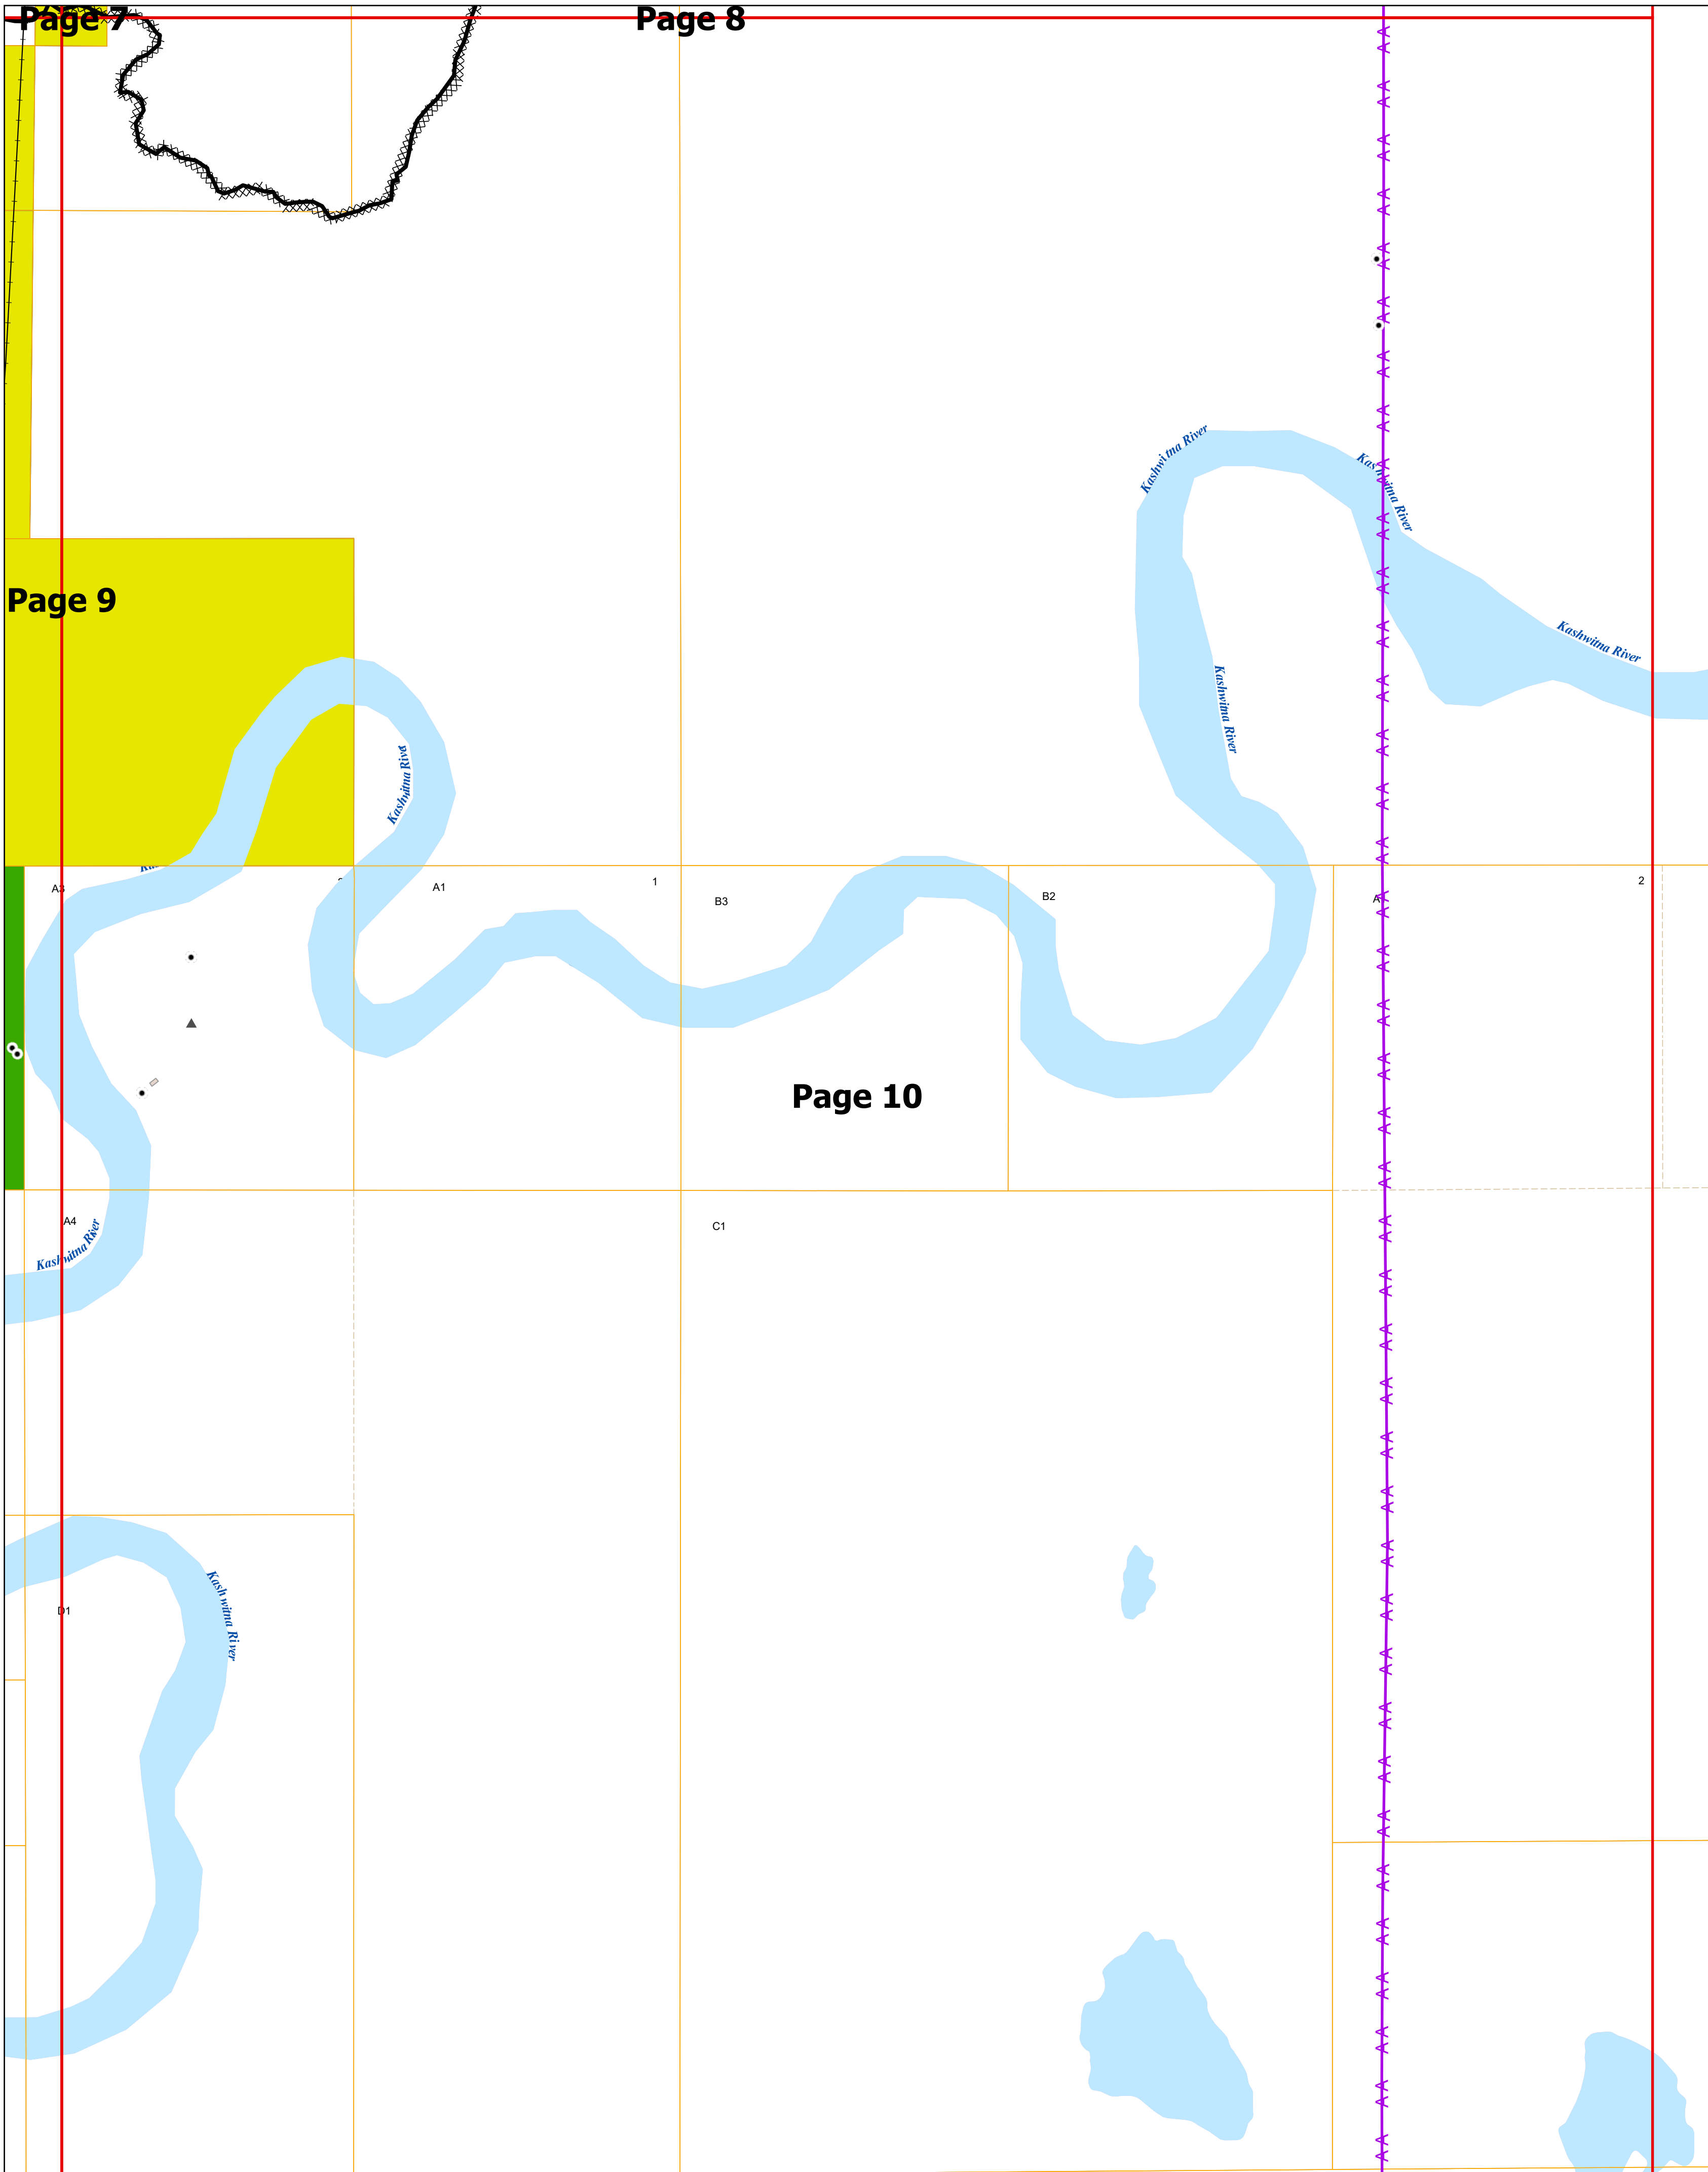 Page 7
Page 8
Kashwitna River
Kashwitna River
Page 9
Kashwitna River
Kashwitna River
Kashwitna River
A3
A1
1
B3
B2
A
2
Page 10
A4
Kashwitna River
C1
Kashwitna River
D1